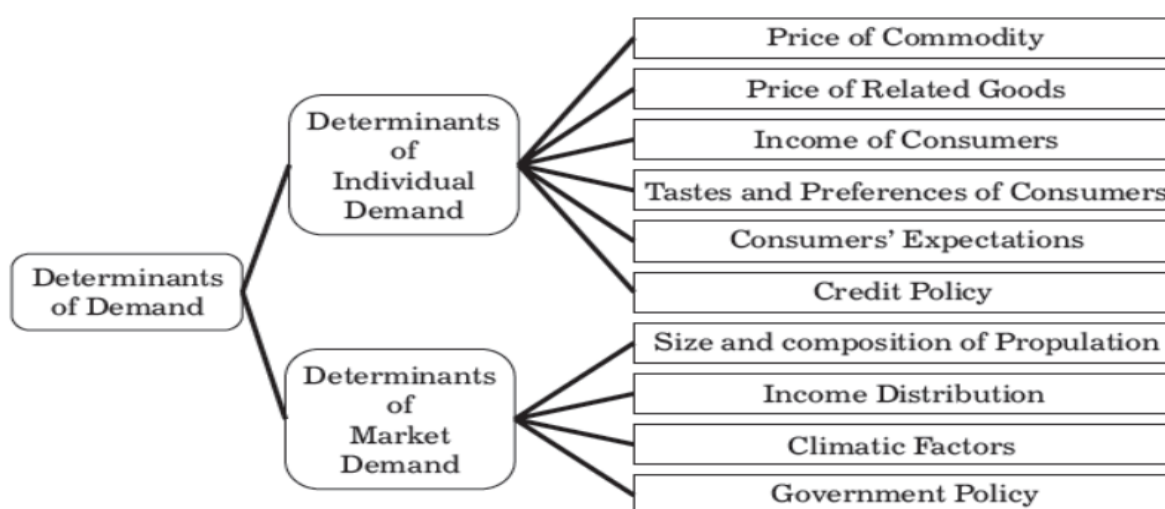 Determinants
of Demand
Determinants
of
Individual
Demand
Price of Commodity
Price of Related Goods
Income of Consumers
Tastes and Preferences of Consumers
Consumers' Expectations
Credit Policy
Determinants
of
Market
Demand
Size and composition of Propulation
Income Distribution
Climatic Factors
Government Policy